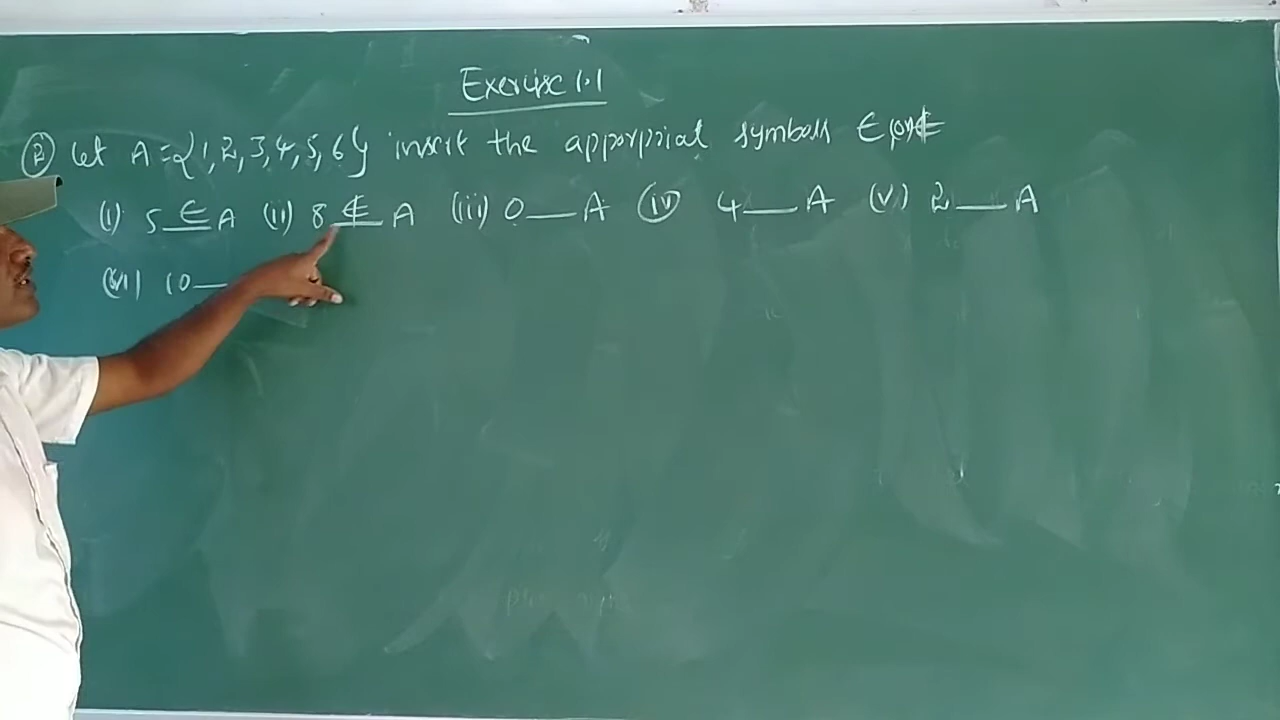 Exercise 1.1
② Let A={1,2,3,4,5,6} insert the apporpriat symbols ∈ (or) ∉
(i) 5 ∈ A (ii) 8 ∉ A (iii) 0 __ A (iv) 4 __ A (v) 2 __ A
(vi) 10 __